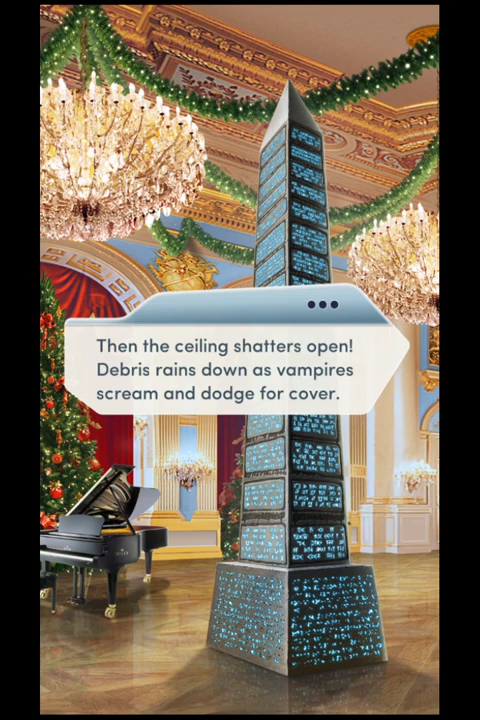 Then the ceiling shatters open!
Debris rains down as vampires
scream and dodge for cover.